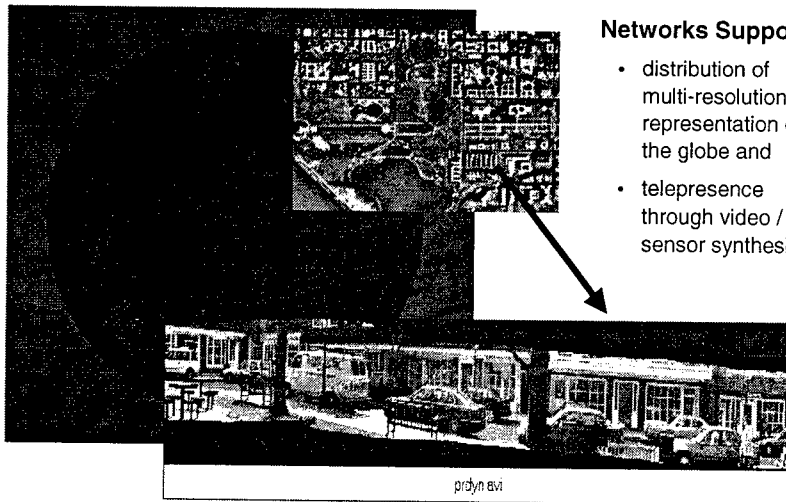 Networks Suppo
• distribution of
multi-resolution
representation
the globe and
• telepresence
through video /
sensor synthesi
prdyn avi